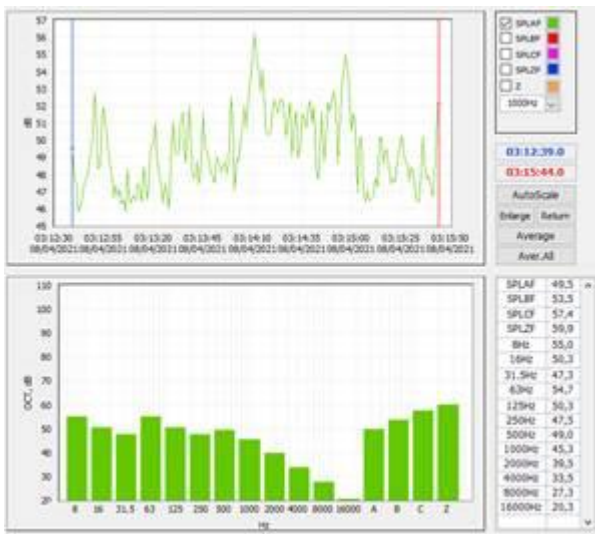 57
56
55
54
53
52
51
50
49
48
47
46
45
dB
03:12:30 03:12:55 03:13:20 03:13:45 03:14:10 03:14:35 03:15:00 03:15:25 03:15:50
08/04/2021 08/04/2021 08/04/2021 08/04/2021 08/04/2021 08/04/2021 08/04/2021 08/04/2021 08/04/2021
SPLAF
SPLBF
SPLCF
SPLZF
Z
1000Hz
03:12:39.0
03:15:44.0
AutoScale
Enlarge Return
Average
Aver.All
110
100
90
80
70
60
50
40
30
20
OCT, dB
8 16 31.5 63 125 250 500 1000 2000 4000 8000 16000 A B C Z
Hz
SPLAF 49,5
SPLBF 53,5
SPLCF 57,4
SPLZF 59,9
8Hz 55,0
16Hz 50,3
31.5Hz 47,3
63Hz 54,7
125Hz 50,3
250Hz 47,5
500Hz 49,0
1000Hz 45,3
2000Hz 39,5
4000Hz 33,5
8000Hz 27,3
16000Hz 20,3